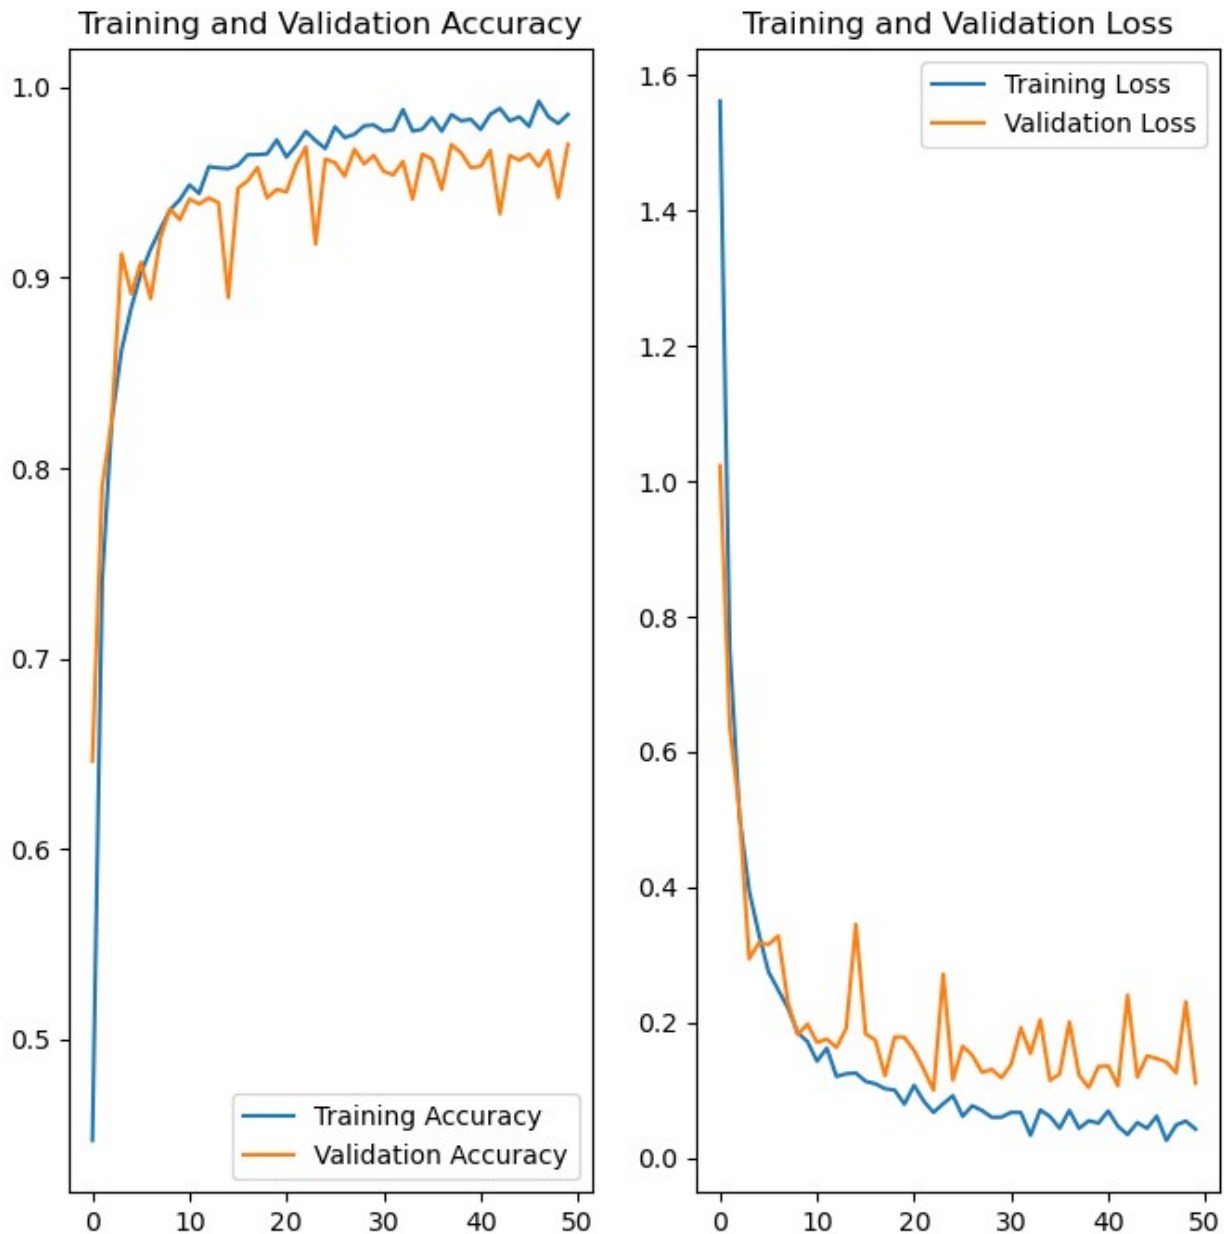 Training and Validation Accuracy
1.0
0.9
0.8
0.7
0.6
0.5
Training Accuracy
Validation Accuracy
0 10 20 30 40 50
Training and Validation Loss
1.6
1.4
1.2
1.0
0.8
0.6
0.4
0.2
0.0
Training Loss
Validation Loss
0 10 20 30 40 50